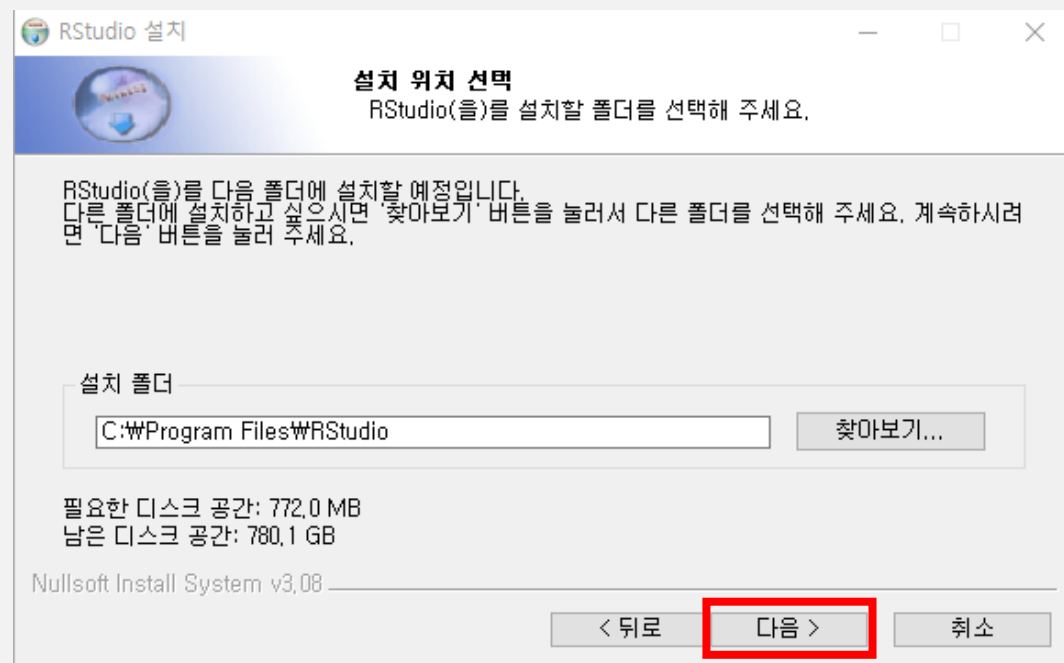 RStudio 설치
설치 위치 선택
RStudio(을)를 설치할 폴더를 선택해 주세요.
RStudio(을)를 다음 폴더에 설치할 예정입니다.
다른 폴더에 설치하고 싶으시면 '찾아보기' 버튼을 눌러서 다른 폴더를 선택해 주세요. 계속하시려
면 '다음' 버튼을 눌러 주세요.
설치 폴더
C:₩Program Files₩RStudio
찾아보기...
필요한 디스크 공간: 772.0 MB
남은 디스크 공간: 780.1 GB
Nullsoft Install System v3.08
< 뒤로
다음 >
취소